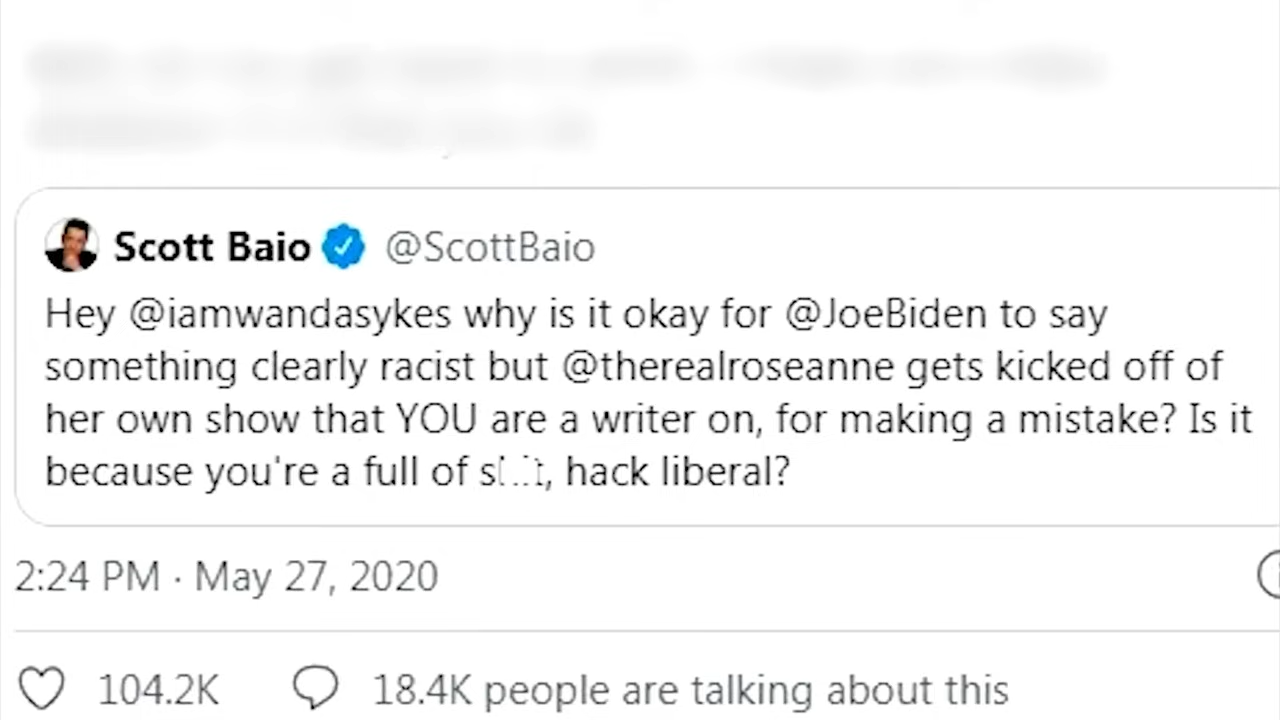 Scott Baio @ScottBaio
Hey @iamwandasykes why is it okay for @JoeBiden to say
something clearly racist but @therealroseanne gets kicked off of
her own show that YOU are a writer on, for making a mistake? Is it
because you're a full of s[..t, hack liberal?
2:24 PM · May 27, 2020
104.2K 18.4K people are talking about this